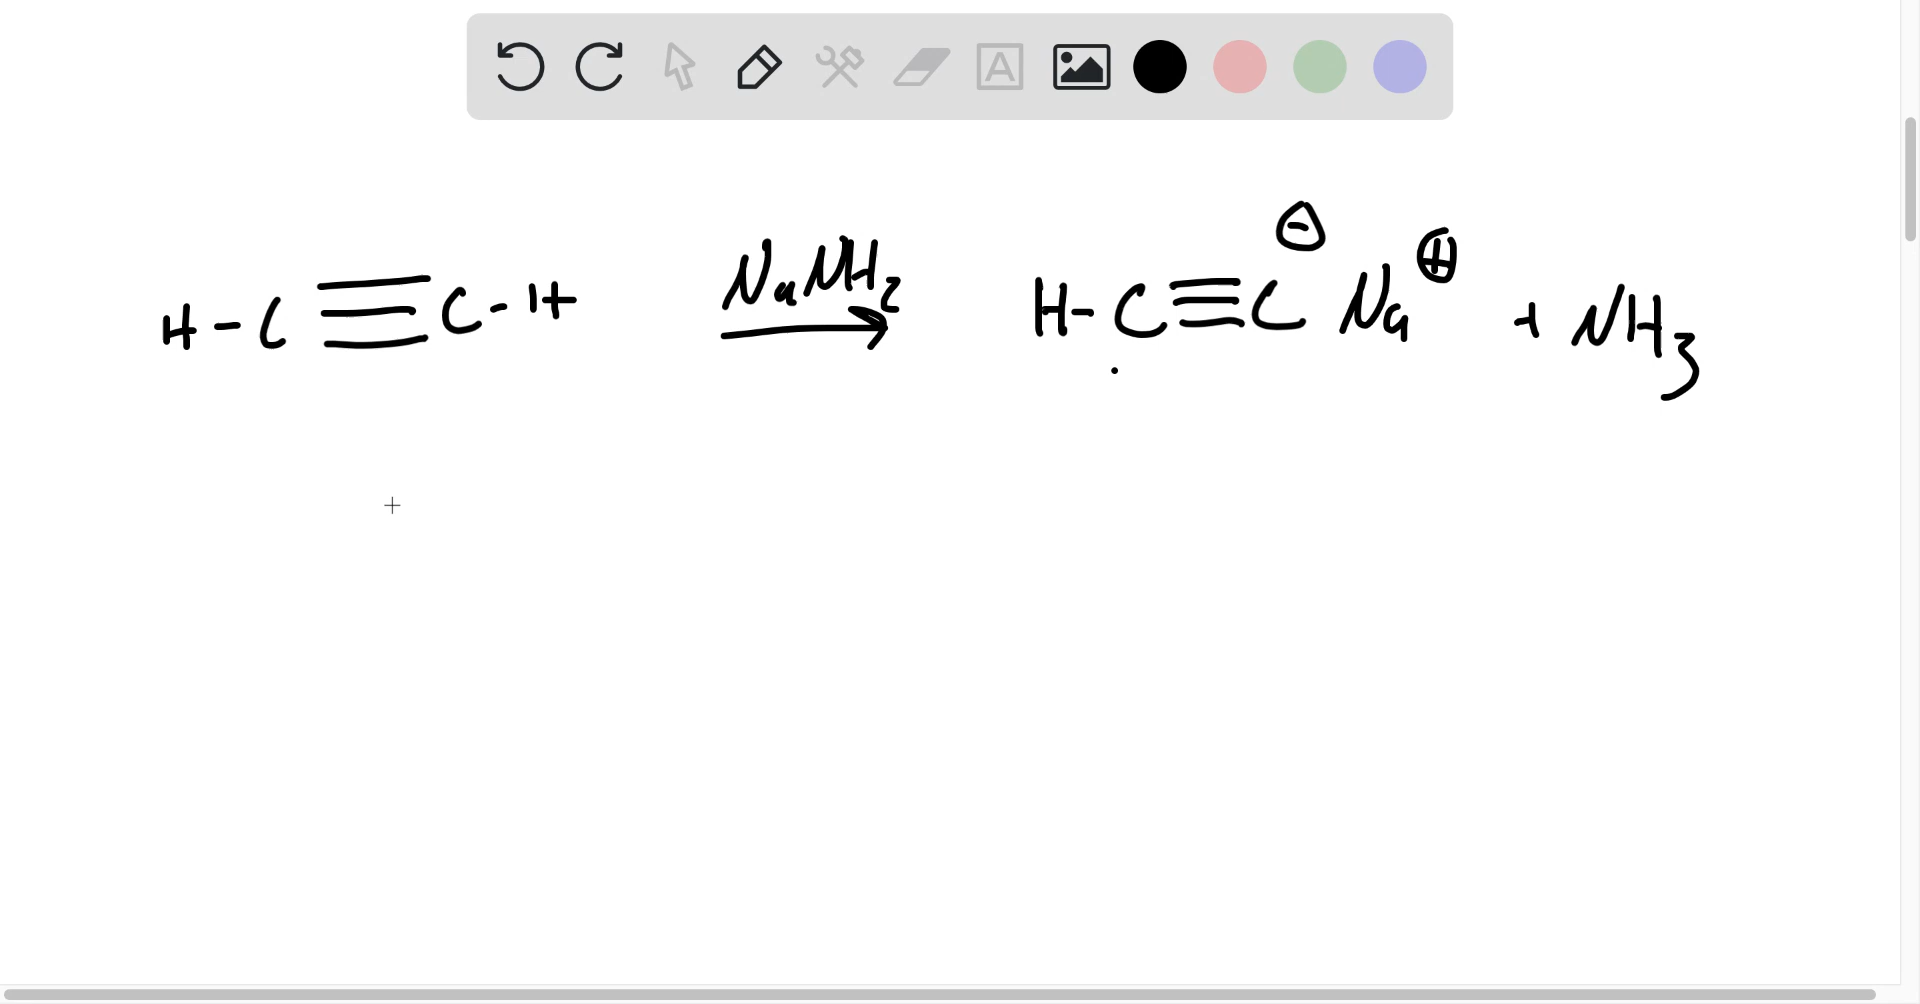 H-C≡C-H NaNH₂ → H-C≡C⊖ Na⊕ + NH₃